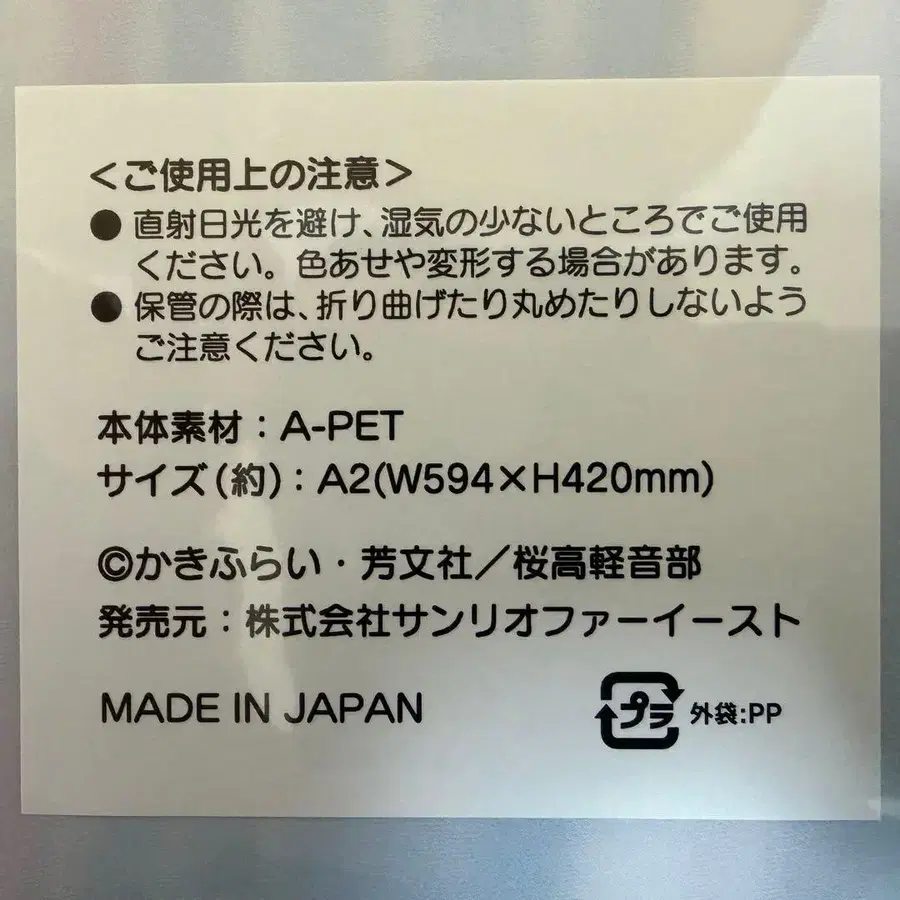 ＜ご使用上の注意＞
● 直射日光を避け、湿気の少ないところでご使用
ください。色あせや変形する場合があります。
● 保管の際は、折り曲げたり丸めたりしないよう
ご注意ください。
本体素材：A-PET
サイズ(約)：A2(W594×H420mm)
©かきふらい・芳文社／桜高軽音部
発売元：株式会社サンリオファーイースト
MADE IN JAPAN
プラ 外袋:PP